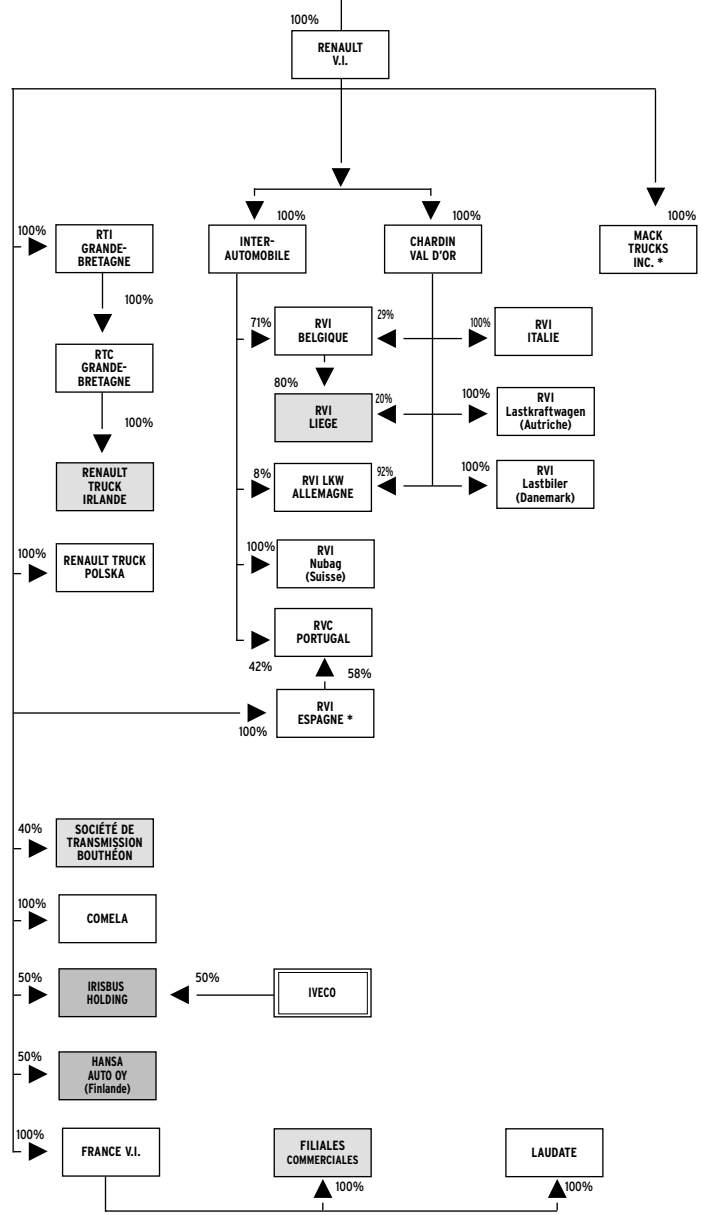 100%
RENAULT
V.I.
100%
RTI
GRANDE-
BRETAGNE
100%
INTER-
AUTOMOBILE
100%
CHARDIN
VAL D'OR
100%
MACK
TRUCKS
INC. *
100%
100%
RTC
GRANDE-
BRETAGNE
71%
RVI
BELGIQUE
29%
100%
RVI
ITALIE
100%
RENAULT
TRUCK
IRLANDE
80%
RVI
LIEGE
20%
100%
RVI
Lastkraftwagen
(Autriche)
8%
RVI LKW
ALLEMAGNE
92%
100%
RVI
Lastbiler
(Danemark)
100%
RENAULT TRUCK
POLSKA
100%
RVI
Nubag
(Suisse)
RVC
PORTUGAL
42%
58%
RVI
ESPAGNE *
100%
40%
SOCIÉTÉ DE
TRANSMISSION
BOUTHÉON
100%
COMELA
50%
IRISBUS
HOLDING
50%
IVECO
50%
HANSA
AUTO OY
(Finlande)
100%
FRANCE V.I.
FILIALES
COMMERCIALES
LAUDATE
100%
100%